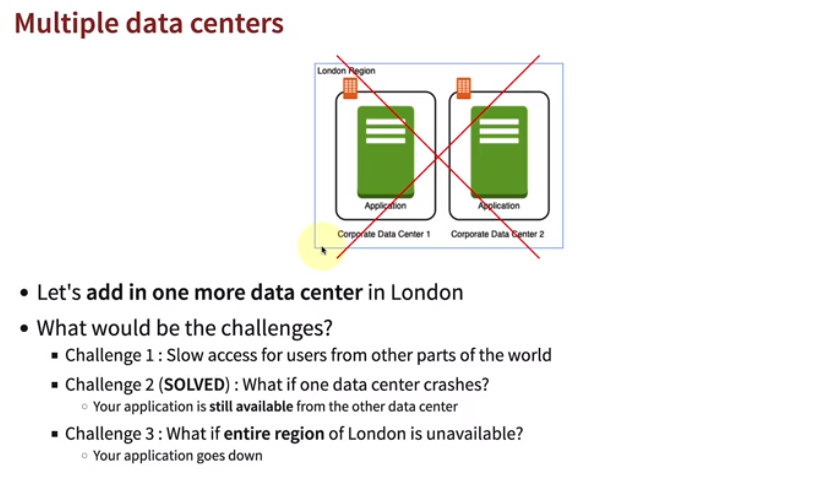 Multiple data centers
London Region
Application
Application
Corporate Data Center 1
Corporate Data Center 2
Let's add in one more data center in London
What would be the challenges?
Challenge 1 : Slow access for users from other parts of the world
Challenge 2 (SOLVED) : What if one data center crashes?
Your application is still available from the other data center
Challenge 3 : What if entire region of London is unavailable?
Your application goes down